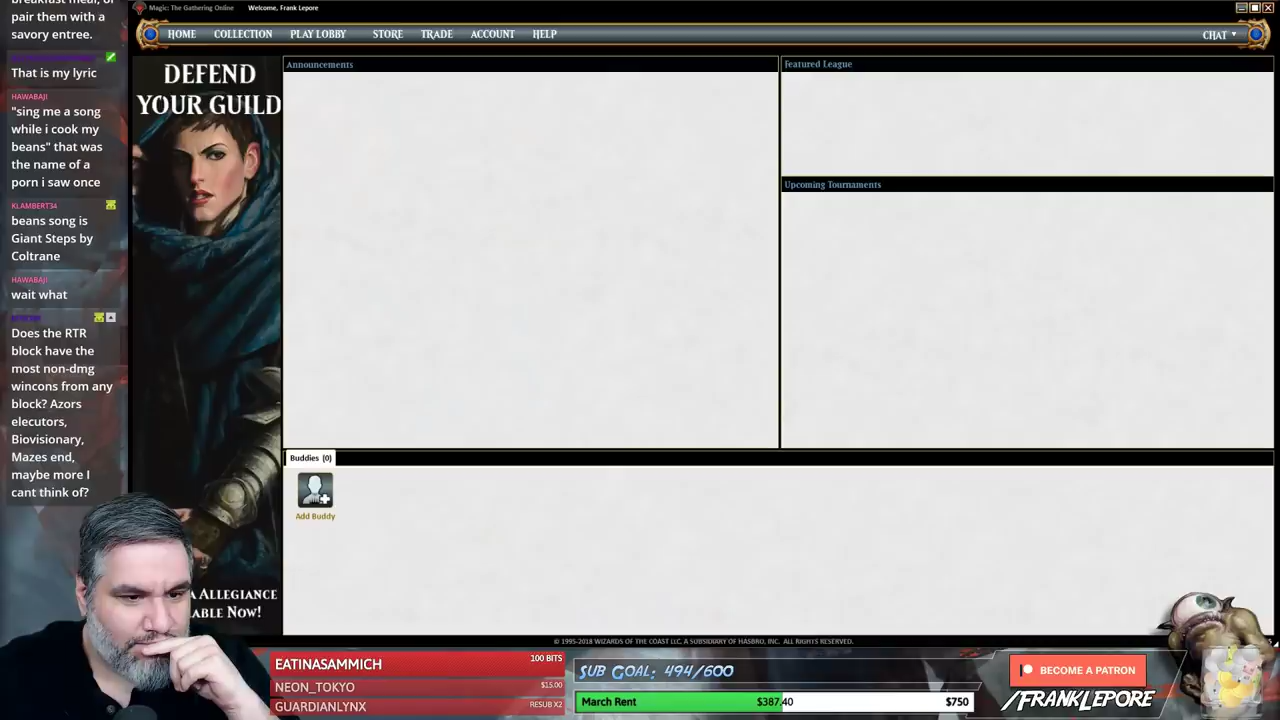 breakfast meal, or
pair them with a
savory entree.
That is my lyric
HAWABAJI
"sing me a song
while i cook my
beans" that was
the name of a
porn i saw once
KLAMBERT34
beans song is
Giant Steps by
Coltrane
HAWABAJI
wait what
Does the RTR
block have the
most non-dmg
wincons from any
block? Azors
elecutors,
Biovisionary,
Mazes end,
maybe more I
cant think of?
Magic: The Gathering Online
Welcome, Frank Lepore
HOME
COLLECTION
PLAY LOBBY
STORE
TRADE
ACCOUNT
HELP
CHAT
DEFEND
YOUR GUILD
ALLEGIANCE
ABLE NOW!
Announcements
Featured League
Upcoming Tournaments
Buddies (0)
Add Buddy
© 1995-2018 WIZARDS OF THE COAST LLC, A SUBSIDIARY OF HASBRO, INC. ALL RIGHTS RESERVED.
EATINASAMMICH 100 BITS
NEON_TOKYO $15.00
GUARDIANLYNX RESUB X2
SUB GOAL: 494/600
March Rent $387.40 $750
BECOME A PATRON
/FRANKLEPORE